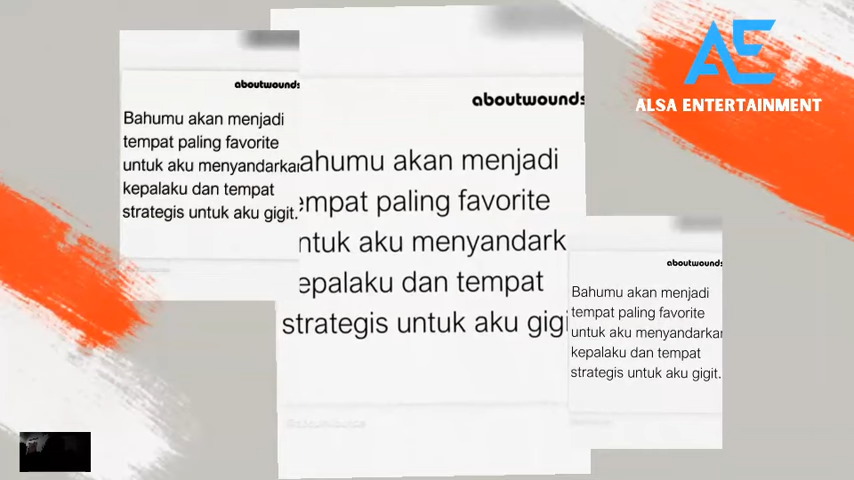 AE
ALSA ENTERTAINMENT
aboutwounds
Bahumu akan menjadi
tempat paling favorite
untuk aku menyandarkan
kepalaku dan tempat
strategis untuk aku gigit.
aboutwounds
ahumu akan menjadi
empat paling favorite
ntuk aku menyandark
epalaku dan tempat
strategis untuk aku gigi
aboutwounds
Bahumu akan menjadi
tempat paling favorite
untuk aku menyandarkan
kepalaku dan tempat
strategis untuk aku gigit.